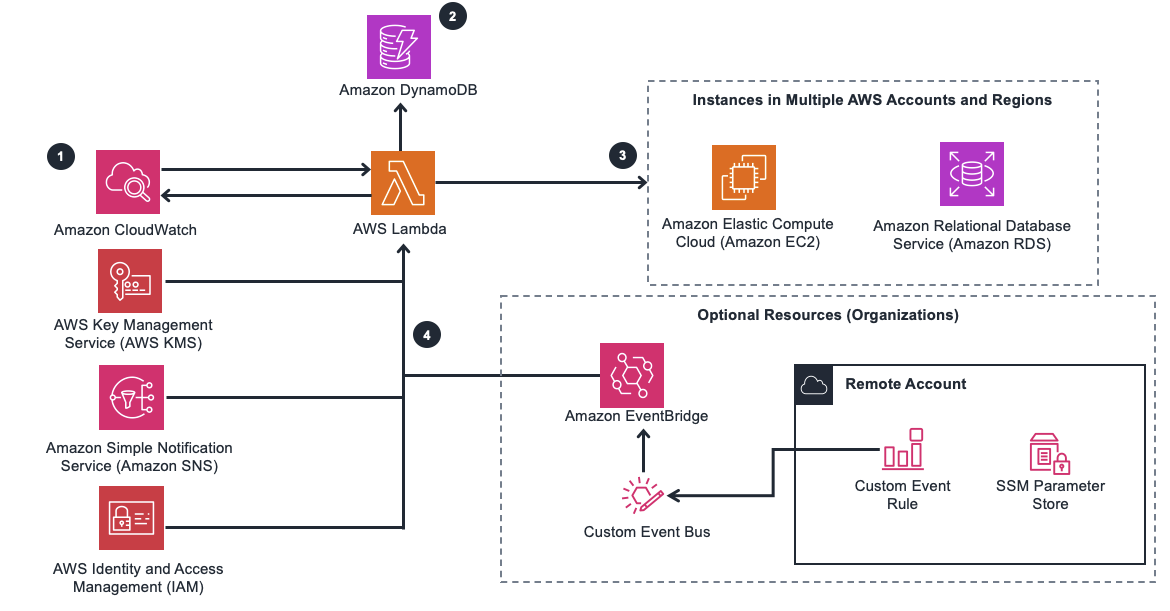 2
Amazon DynamoDB
1
Amazon CloudWatch
AWS Lambda
3
Instances in Multiple AWS Accounts and Regions
Amazon Elastic Compute
Cloud (Amazon EC2)
Amazon Relational Database
Service (Amazon RDS)
AWS Key Management
Service (AWS KMS)
4
Amazon Simple Notification
Service (Amazon SNS)
AWS Identity and Access
Management (IAM)
Optional Resources (Organizations)
Amazon EventBridge
Custom Event Bus
Remote Account
Custom Event
Rule
SSM Parameter
Store